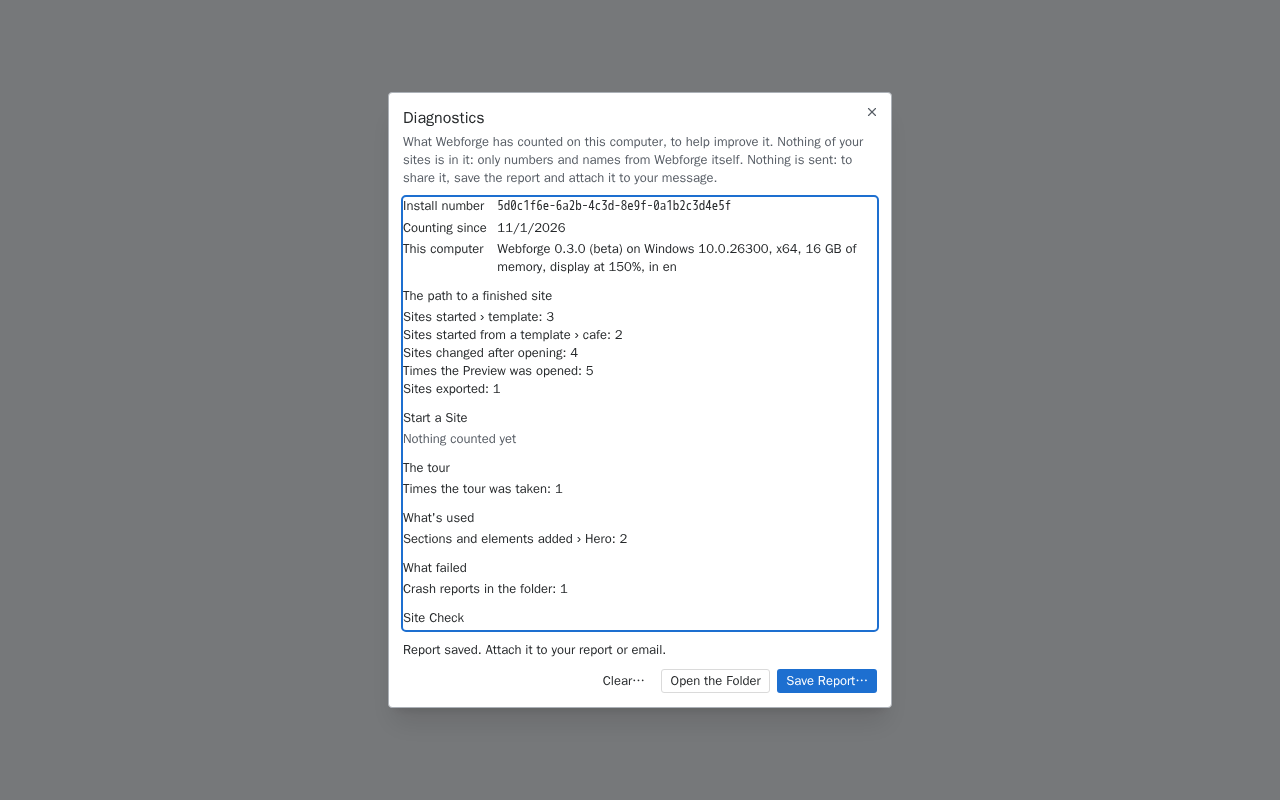 Diagnostics
What Webforge has counted on this computer, to help improve it. Nothing of your
sites is in it: only numbers and names from Webforge itself. Nothing is sent: to
share it, save the report and attach it to your message.
Install number 5d0c1f6e-6a2b-4c3d-8e9f-0a1b2c3d4e5f
Counting since 11/1/2026
This computer Webforge 0.3.0 (beta) on Windows 10.0.26300, x64, 16 GB of
memory, display at 150%, in en
The path to a finished site
Sites started › template: 3
Sites started from a template › cafe: 2
Sites changed after opening: 4
Times the Preview was opened: 5
Sites exported: 1
Start a Site
Nothing counted yet
The tour
Times the tour was taken: 1
What's used
Sections and elements added › Hero: 2
What failed
Crash reports in the folder: 1
Site Check
Report saved. Attach it to your report or email.
Clear… Open the Folder Save Report…